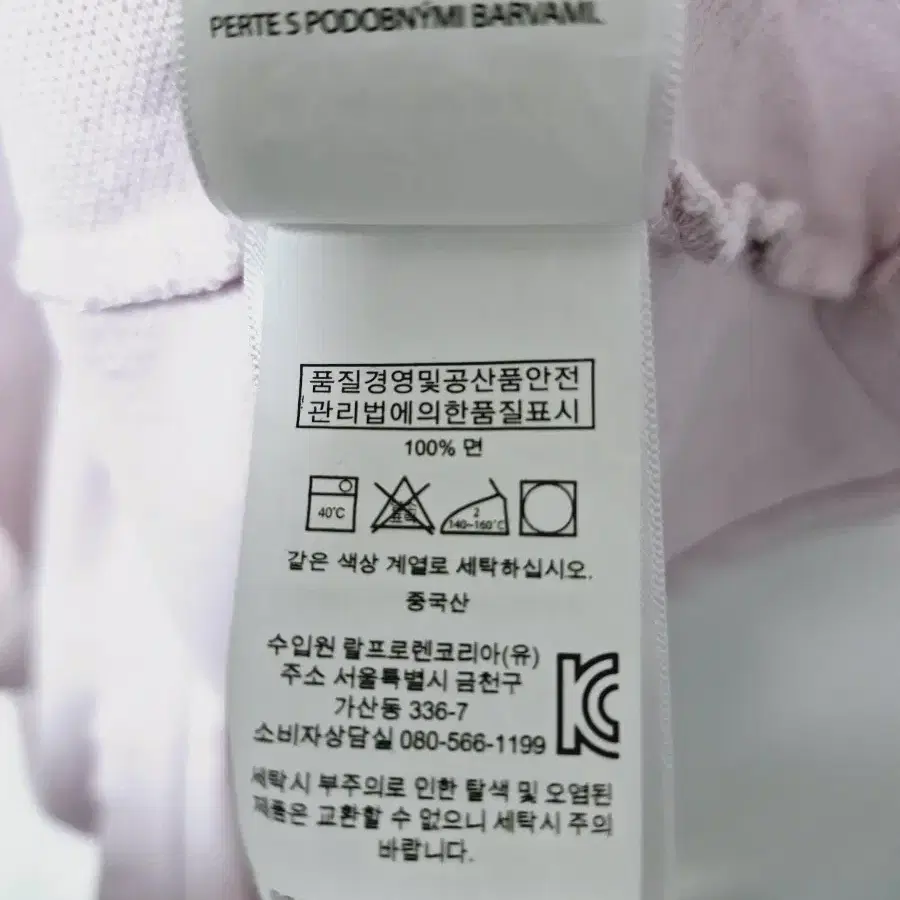 PERTE S PODOBNÝMI BARVAMI.
품질경영및공산품안전
관리법에의한품질표시
100% 면
40℃
표백
2
140~160℃
같은 색상 계열로 세탁하십시오.
중국산
수입원 랄프로렌코리아(유)
주소 서울특별시 금천구
가산동 336-7
소비자상담실 080-566-1199
세탁시 부주의로 인한 탈색 및 오염된
제품은 교환할 수 없으니 세탁시 주의
바랍니다.